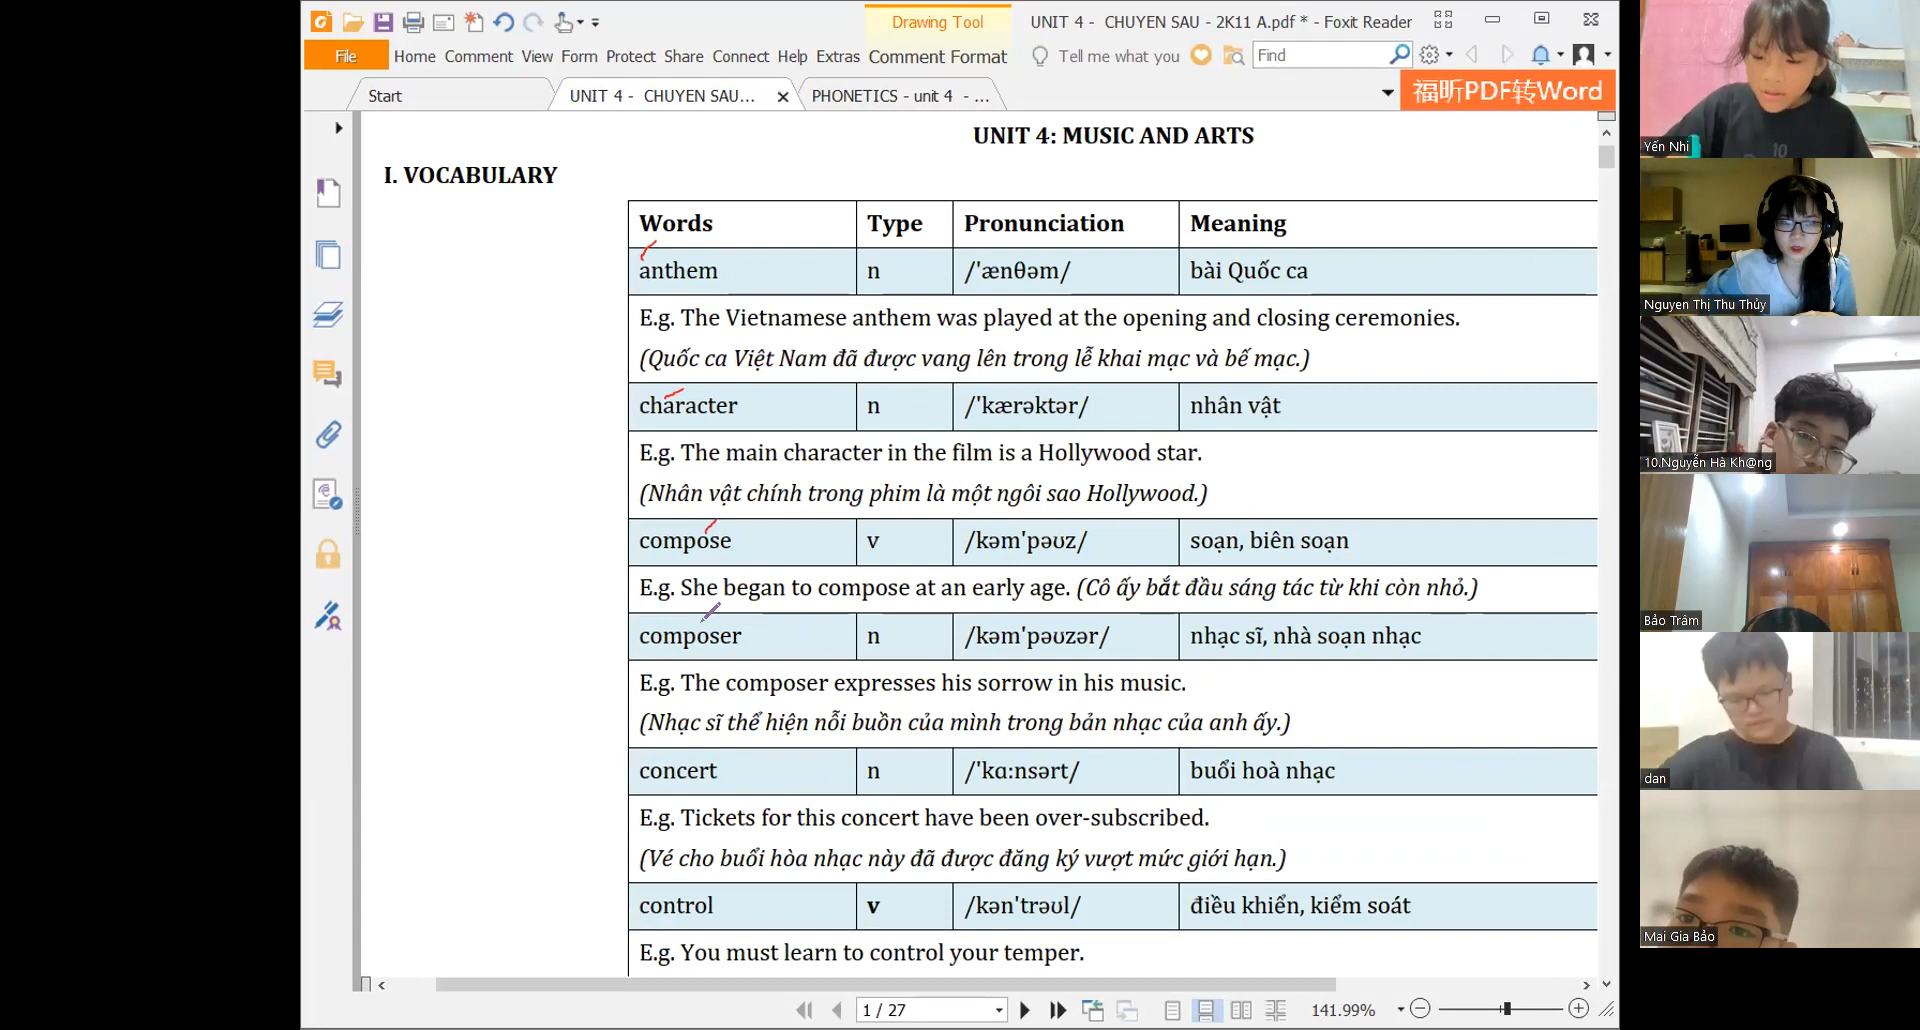 Drawing Tool
UNIT 4 - CHUYEN SAU - 2K11 A.pdf * - Foxit Reader
File Home Comment View Form Protect Share Connect Help Extras Comment Format Tell me what you Find
Start UNIT 4 - CHUYEN SAU... PHONETICS - unit 4 - ... 福昕PDF转Word
UNIT 4: MUSIC AND ARTS
I. VOCABULARY
Words Type Pronunciation Meaning
anthem n /'ænθəm/ bài Quốc ca
E.g. The Vietnamese anthem was played at the opening and closing ceremonies.
(Quốc ca Việt Nam đã được vang lên trong lễ khai mạc và bế mạc.)
character n /'kærəktər/ nhân vật
E.g. The main character in the film is a Hollywood star.
(Nhân vật chính trong phim là một ngôi sao Hollywood.)
compose v /kəm'pəʊz/ soạn, biên soạn
E.g. She began to compose at an early age. (Cô ấy bắt đầu sáng tác từ khi còn nhỏ.)
composer n /kəm'pəʊzər/ nhạc sĩ, nhà soạn nhạc
E.g. The composer expresses his sorrow in his music.
(Nhạc sĩ thể hiện nỗi buồn của mình trong bản nhạc của anh ấy.)
concert n /'kɑ:nsərt/ buổi hoà nhạc
E.g. Tickets for this concert have been over-subscribed.
(Vé cho buổi hòa nhạc này đã được đăng ký vượt mức giới hạn.)
control v /kən'trəʊl/ điều khiển, kiểm soát
E.g. You must learn to control your temper.
1 / 27 141.99%
Yến Nhi
Nguyen Thị Thu Thủy
10.Nguyễn Hà Kh@ng
Bảo Trâm
dan
Mai Gia Bảo